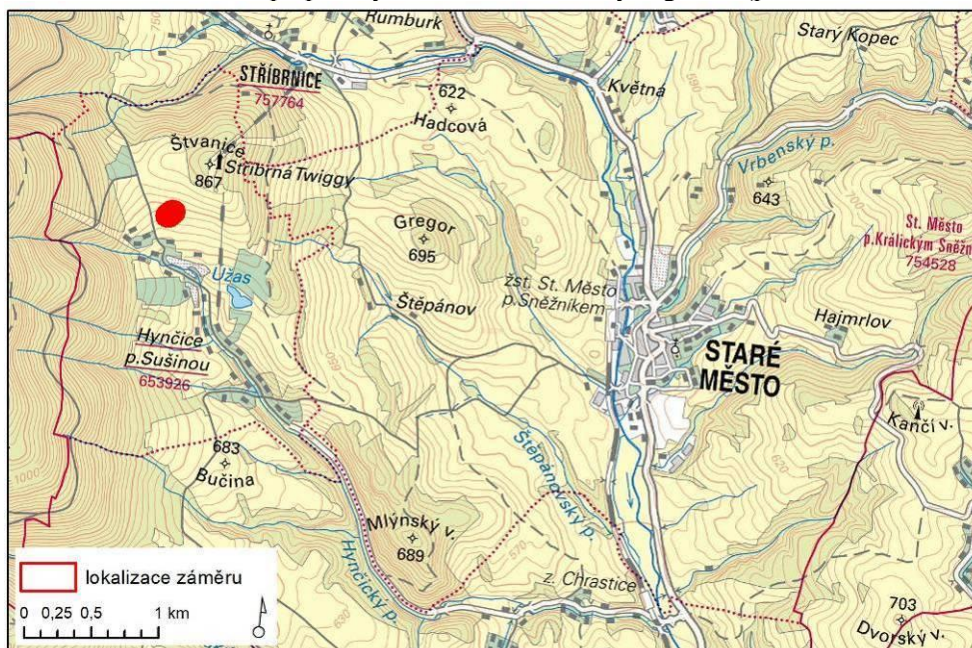 Rumburk
Starý Kopec
STŘÍBRNICE
757764
622
Hadcová
Květná
Štvanice
Stříbrná Twiggy
867
Vrbenský p.
643
Gregor
695
St. Město
p.Králickým Sněžn
754528
Užas
Štěpánov
žst. St. Město
p.Sněžníkem
Hajmrlov
Hynčice
p.Sušinou
653926
STARÉ
MĚSTO
Kančí v.
683
Bučina
Štěpánovský p.
Mlýnský v.
689
Hynčický p.
z. Chrastice
703
Dvorský v.
lokalizace záměru
0 0,25 0,5 1 km